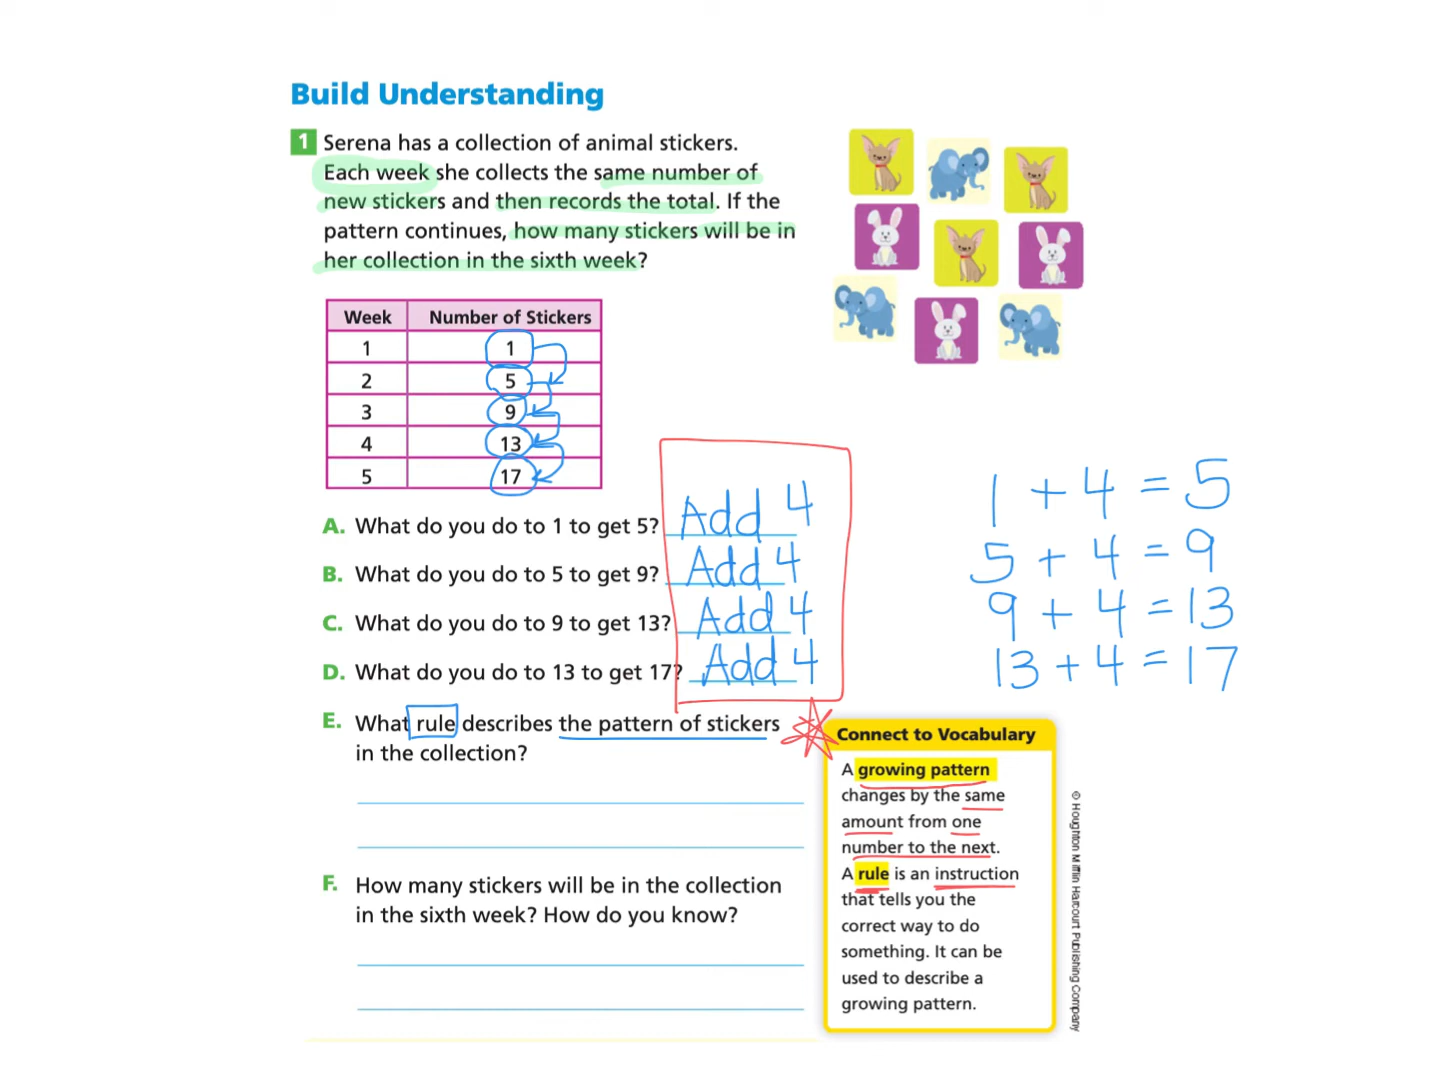 Build Understanding
1 Serena has a collection of animal stickers.
Each week she collects the same number of
new stickers and then records the total. If the
pattern continues, how many stickers will be in
her collection in the sixth week?
Week Number of Stickers
1 1
2 5
3 9
4 13
5 17
A. What do you do to 1 to get 5? Add 4
B. What do you do to 5 to get 9? Add 4
C. What do you do to 9 to get 13? Add 4
D. What do you do to 13 to get 17? Add 4
1 + 4 = 5
5 + 4 = 9
9 + 4 = 13
13 + 4 = 17
E. What rule describes the pattern of stickers
in the collection?
F. How many stickers will be in the collection
in the sixth week? How do you know?
Connect to Vocabulary
A growing pattern
changes by the same
amount from one
number to the next.
A rule is an instruction
that tells you the
correct way to do
something. It can be
used to describe a
growing pattern.
© Houghton Mifflin Harcourt Publishing Company